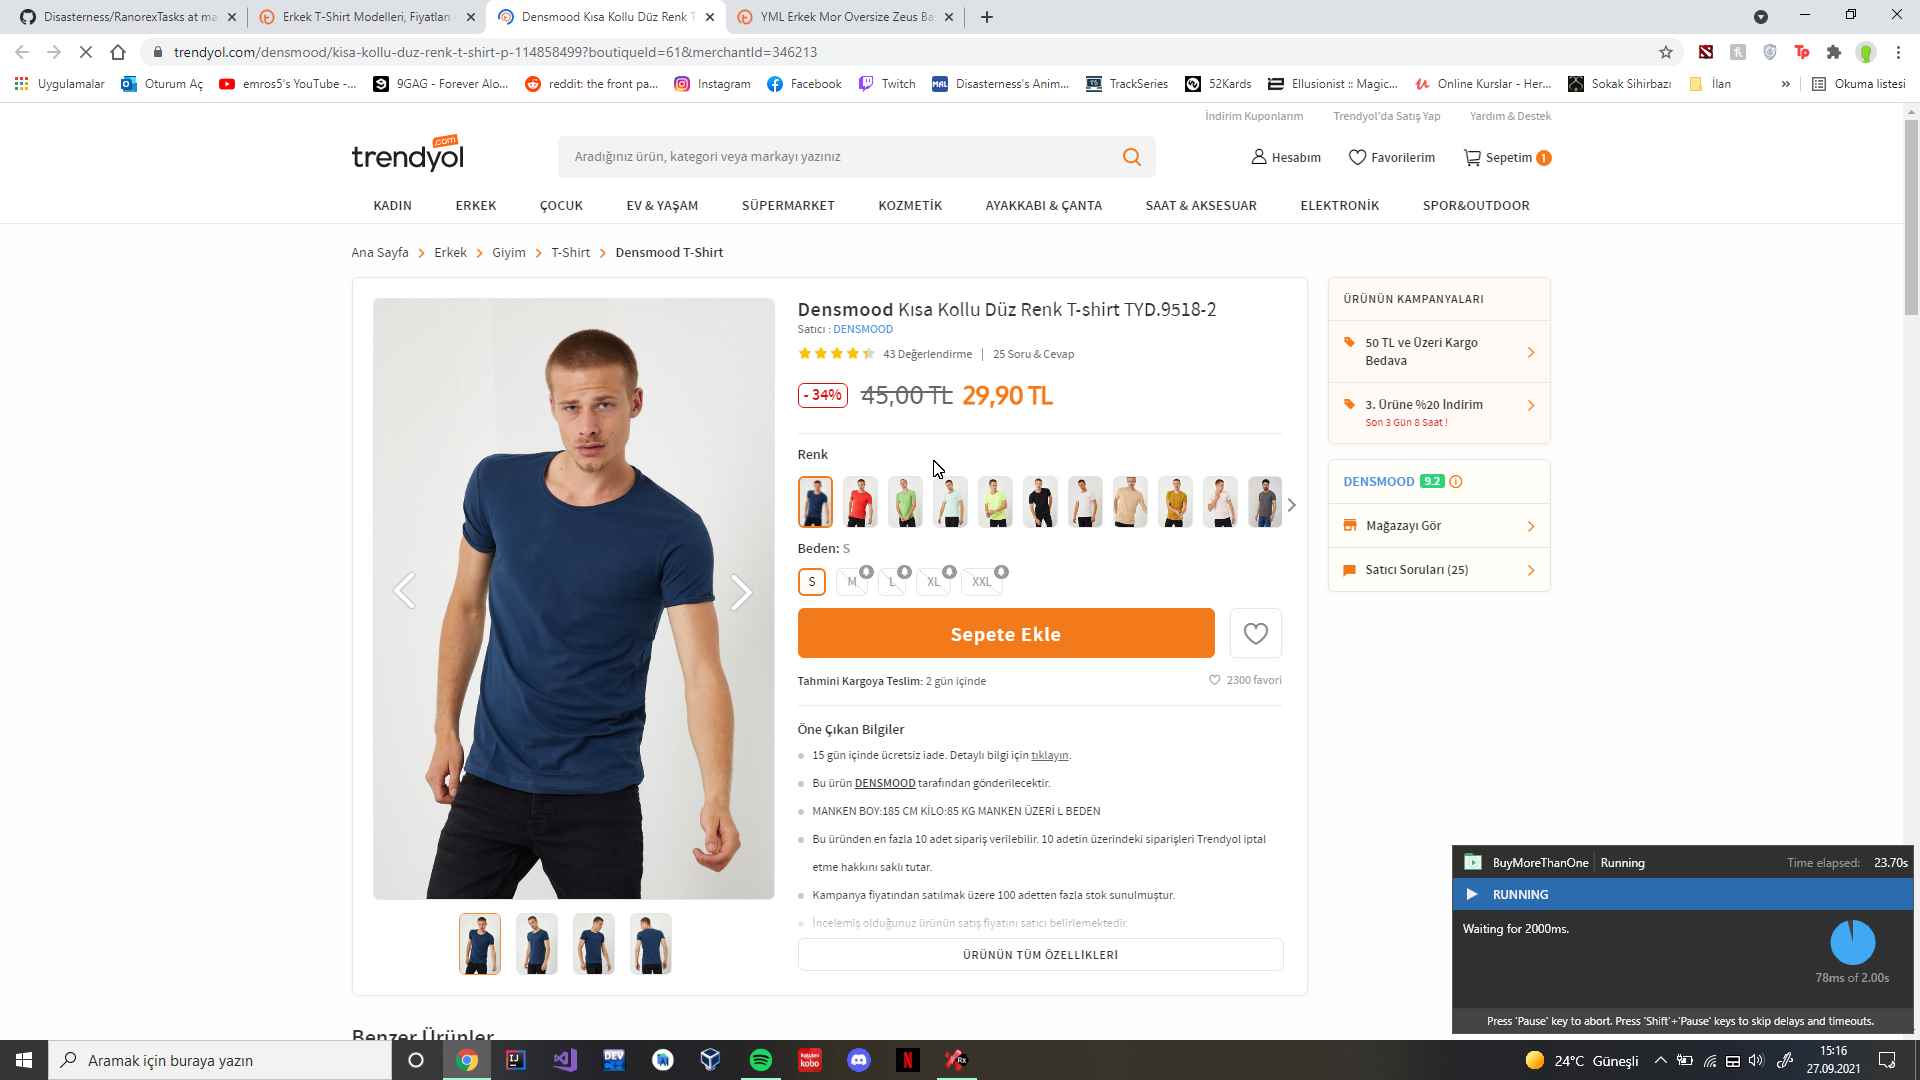 Disasterness/RanorexTasks at ma
Erkek T-Shirt Modelleri, Fiyatları
Densmood Kısa Kollu Düz Renk T
YML Erkek Mor Oversize Zeus Ba
trendyol.com/densmood/kisa-kollu-duz-renk-t-shirt-p-114858499?boutiqueId=61&merchantId=346213
Uygulamalar
Oturum Aç
emros5's YouTube -...
9GAG - Forever Alo...
reddit: the front pa...
Instagram
Facebook
Twitch
MAL
Disasterness's Anim...
TrackSeries
52Kards
Ellusionist :: Magic...
Online Kurslar - Her...
Sokak Sihirbazı
İlan
»
Okuma listesi
İndirim Kuponlarım
Trendyol'da Satış Yap
Yardım & Destek
trendyol
.com
Aradığınız ürün, kategori veya markayı yazınız
Hesabım
Favorilerim
Sepetim 1
KADIN
ERKEK
ÇOCUK
EV & YAŞAM
SÜPERMARKET
KOZMETİK
AYAKKABI & ÇANTA
SAAT & AKSESUAR
ELEKTRONİK
SPOR&OUTDOOR
Ana Sayfa > Erkek > Giyim > T-Shirt > Densmood T-Shirt
Densmood Kısa Kollu Düz Renk T-shirt TYD.9518-2
Satıcı : DENSMOOD
43 Değerlendirme | 25 Soru & Cevap
- 34% 45,00 TL 29,90 TL
Renk
Beden: S
S
M
L
XL
XXL
Sepete Ekle
Tahmini Kargoya Teslim: 2 gün içinde
2300 favori
Öne Çıkan Bilgiler
15 gün içinde ücretsiz iade. Detaylı bilgi için tıklayın.
Bu ürün DENSMOOD tarafından gönderilecektir.
MANKEN BOY:185 CM KİLO:85 KG MANKEN ÜZERİ L BEDEN
Bu üründen en fazla 10 adet sipariş verilebilir. 10 adetin üzerindeki siparişleri Trendyol iptal
etme hakkını saklı tutar.
Kampanya fiyatından satılmak üzere 100 adetten fazla stok sunulmuştur.
İncelemiş olduğunuz ürünün satış fiyatını satıcı belirlemektedir.
ÜRÜNÜN TÜM ÖZELLİKLERİ
ÜRÜNÜN KAMPANYALARI
50 TL ve Üzeri Kargo
Bedava
3. Ürüne %20 İndirim
Son 3 Gün 8 Saat !
DENSMOOD 9.2
Mağazayı Gör
Satıcı Soruları (25)
Benzer Ürünler
BuyMoreThanOne | Running
Time elapsed: 23.70s
RUNNING
Waiting for 2000ms.
78ms of 2.00s
Press 'Pause' key to abort. Press 'Shift'+'Pause' keys to skip delays and timeouts.
Aramak için buraya yazın
DEV
Rakuten
kobo
N
Rx
24°C Güneşli
15:16
27.09.2021